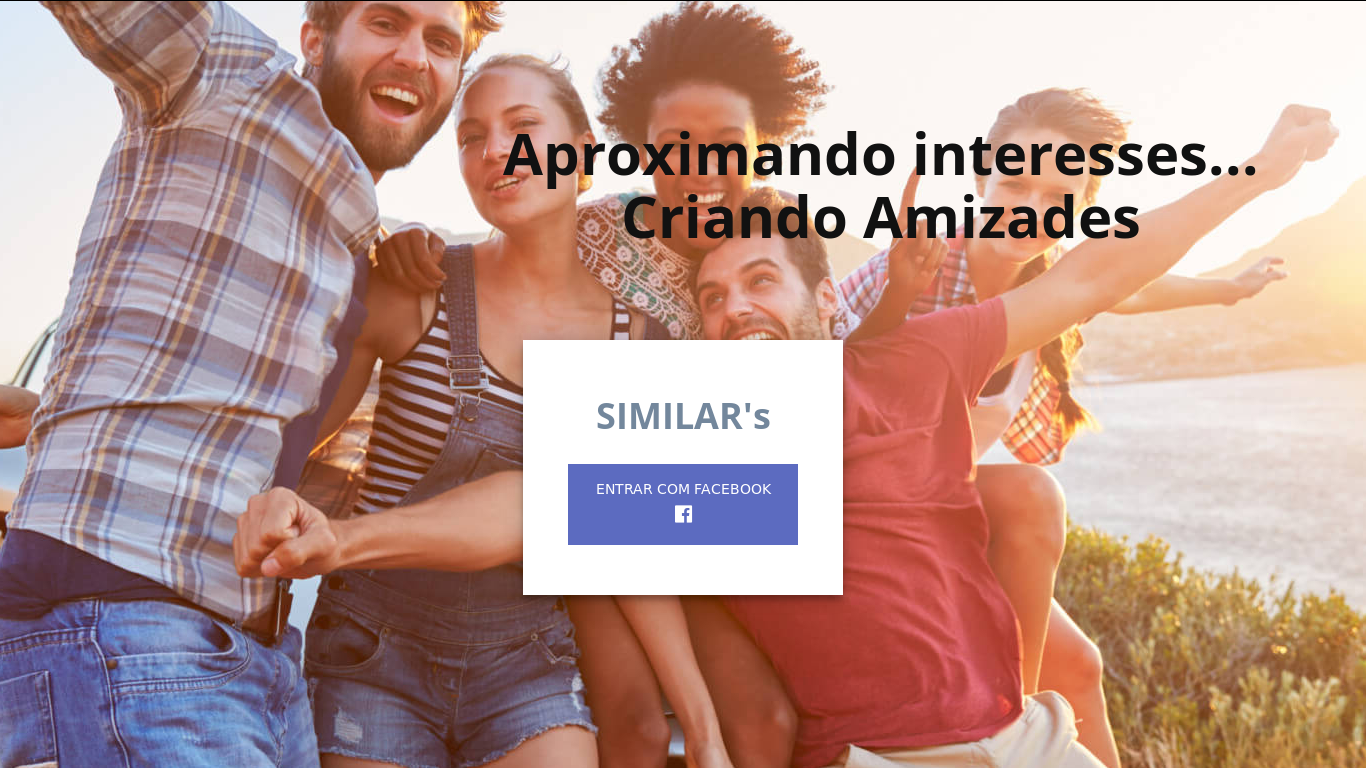 Aproximando interesses...
Criando Amizades
SIMILAR's
ENTRAR COM FACEBOOK